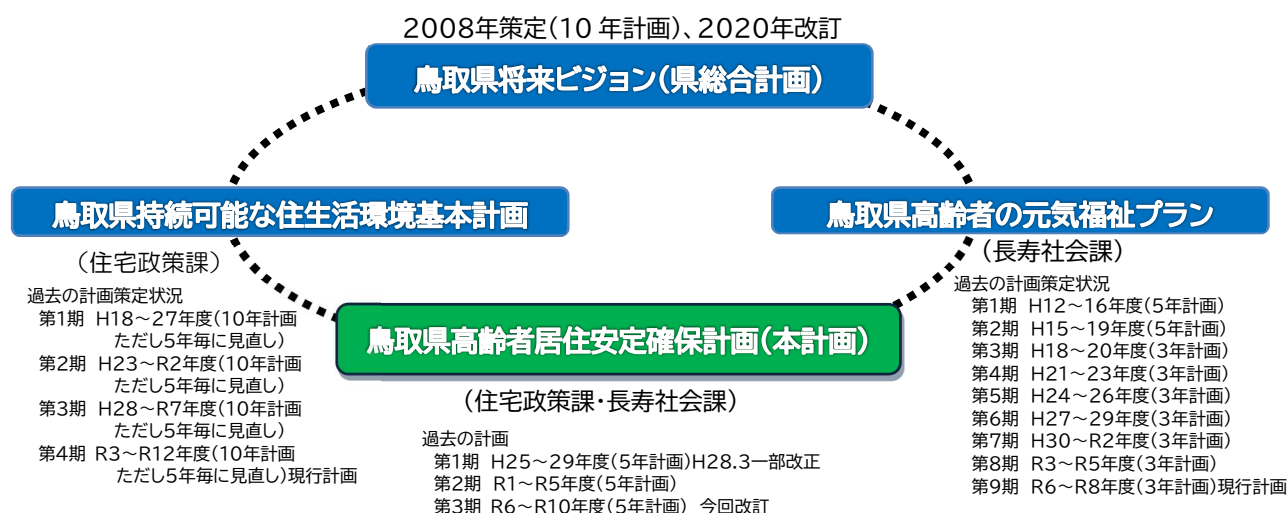 2008年策定(10 年計画)、2020年改訂
鳥取県将来ビジョン(県総合計画)
鳥取県持続可能な住生活環境基本計画
(住宅政策課)
過去の計画策定状況
第1期 H18~27年度(10年計画
ただし5年毎に見直し)
第2期 H23~R2年度(10年計画
ただし5年毎に見直し)
第3期 H28~R7年度(10年計画
ただし5年毎に見直し)
第4期 R3~R12年度(10年計画
ただし5年毎に見直し)現行計画
鳥取県高齢者の元気福祉プラン
(長寿社会課)
過去の計画策定状況
第1期 H12~16年度(5年計画)
第2期 H15~19年度(5年計画)
第3期 H18~20年度(3年計画)
第4期 H21~23年度(3年計画)
第5期 H24~26年度(3年計画)
第6期 H27~29年度(3年計画)
第7期 H30~R2年度(3年計画)
第8期 R3~R5年度(3年計画)
第9期 R6~R8年度(3年計画)現行計画
鳥取県高齢者居住安定確保計画(本計画)
(住宅政策課・長寿社会課)
過去の計画
第1期 H25~29年度(5年計画)H28.3一部改正
第2期 R1~R5年度(5年計画)
第3期 R6~R10年度(5年計画) 今回改訂